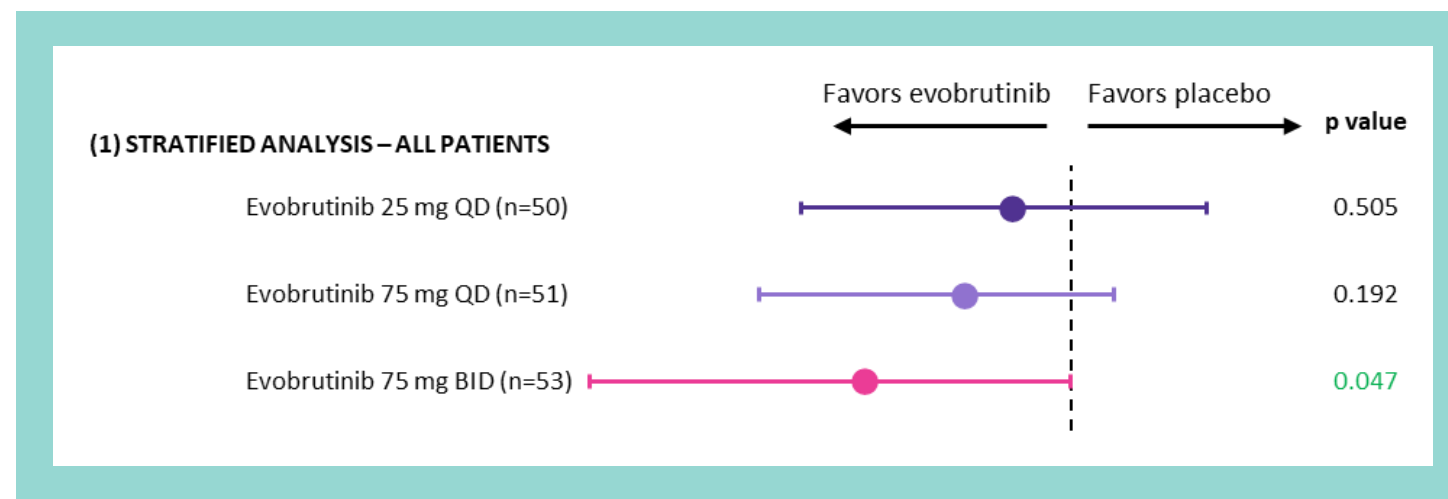 Favors evobrutinib Favors placebo
p value
(1) STRATIFIED ANALYSIS – ALL PATIENTS
Evobrutinib 25 mg QD (n=50) 0.505
Evobrutinib 75 mg QD (n=51) 0.192
Evobrutinib 75 mg BID (n=53) 0.047